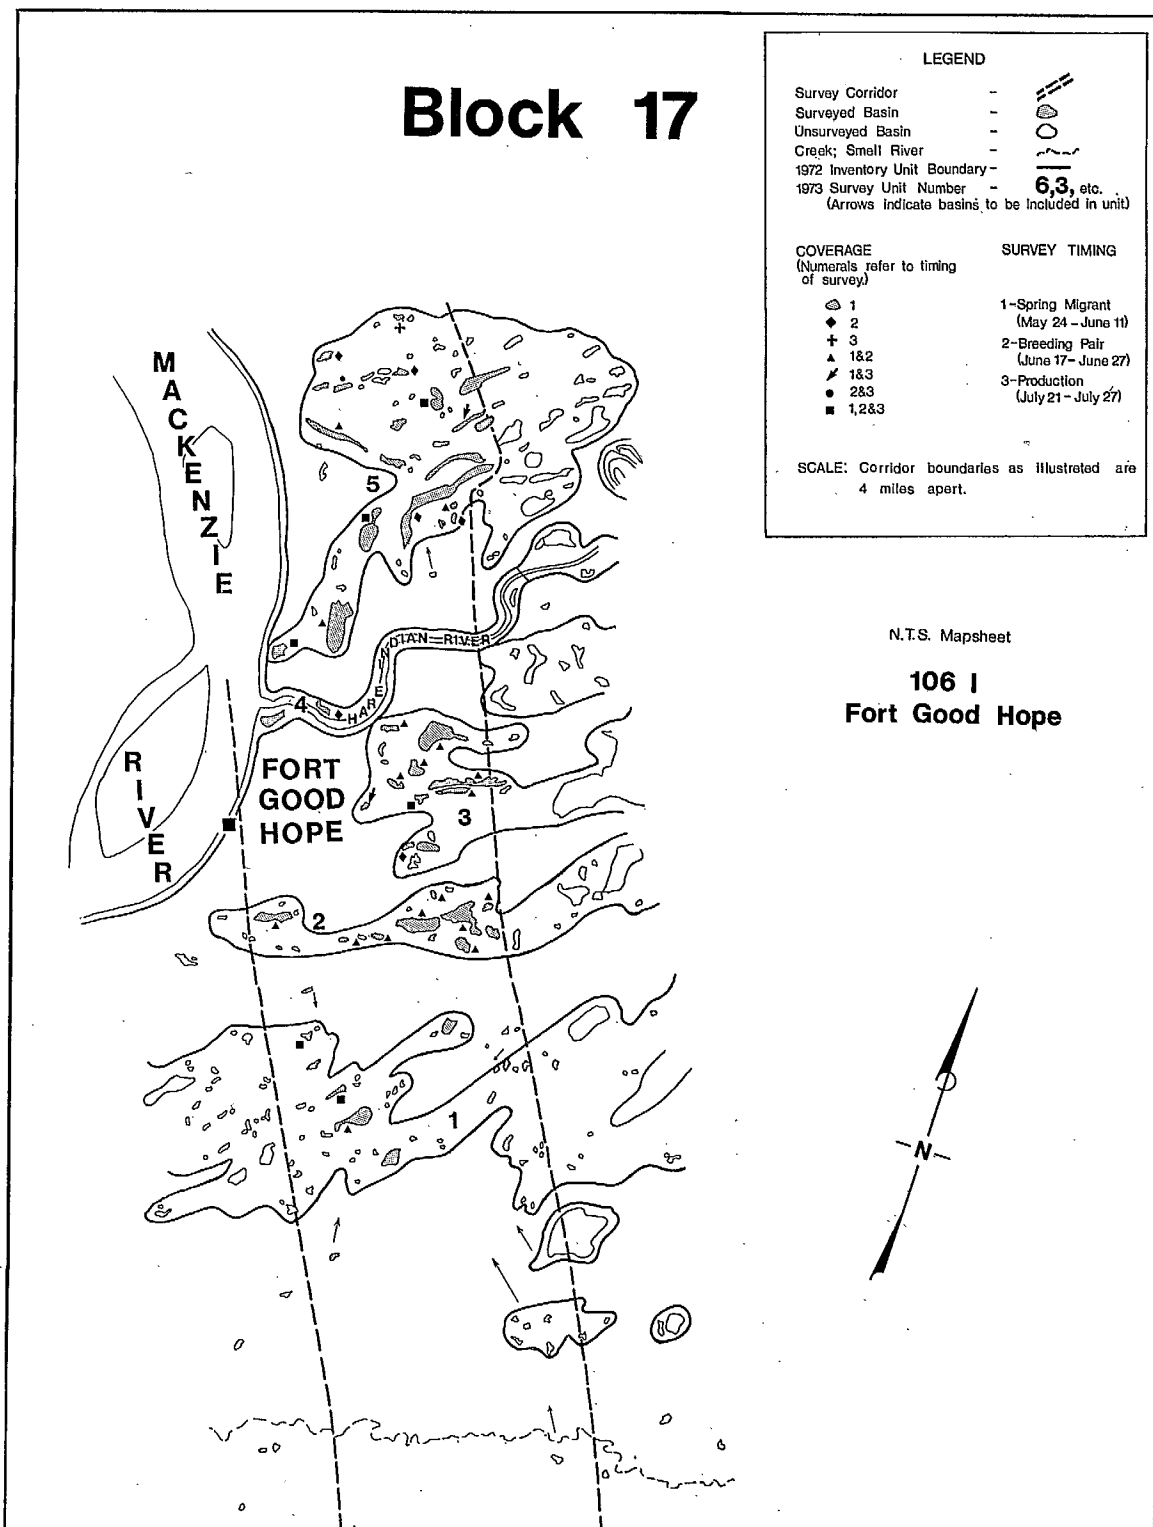 Block 17
LEGEND
Survey Corridor -
Surveyed Basin -
Unsurveyed Basin -
Creek; Small River -
1972 Inventory Unit Boundary -
1973 Survey Unit Number - 6,3, etc.
(Arrows indicate basins to be included in unit)
COVERAGE
(Numerals refer to timing
of survey.)
1
2
3
1&2
1&3
2&3
1,2&3
SURVEY TIMING
1-Spring Migrant
(May 24-June 11)
2-Breeding Pair
(June 17-June 27)
3-Production
(July 21-July 27)
SCALE: Corridor boundaries as illustrated are
4 miles apart.
MACKENZIE
RIVER
5
HARE INDIAN RIVER
4
FORT
GOOD
HOPE
3
2
1
N.T.S. Mapsheet
106 I
Fort Good Hope
N